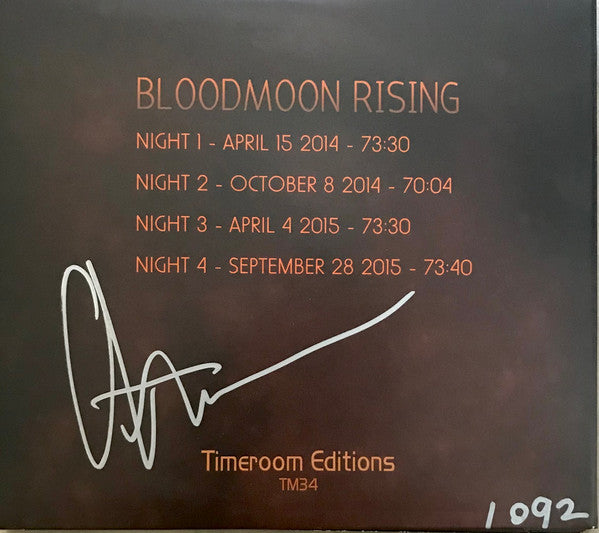 BLOODMOON RISING
NIGHT 1 - APRIL 15 2014 - 73:30
NIGHT 2 - OCTOBER 8 2014 - 70:04
NIGHT 3 - APRIL 4 2015 - 73:30
NIGHT 4 - SEPTEMBER 28 2015 - 73:40
Timeroom Editions
TM34
1092